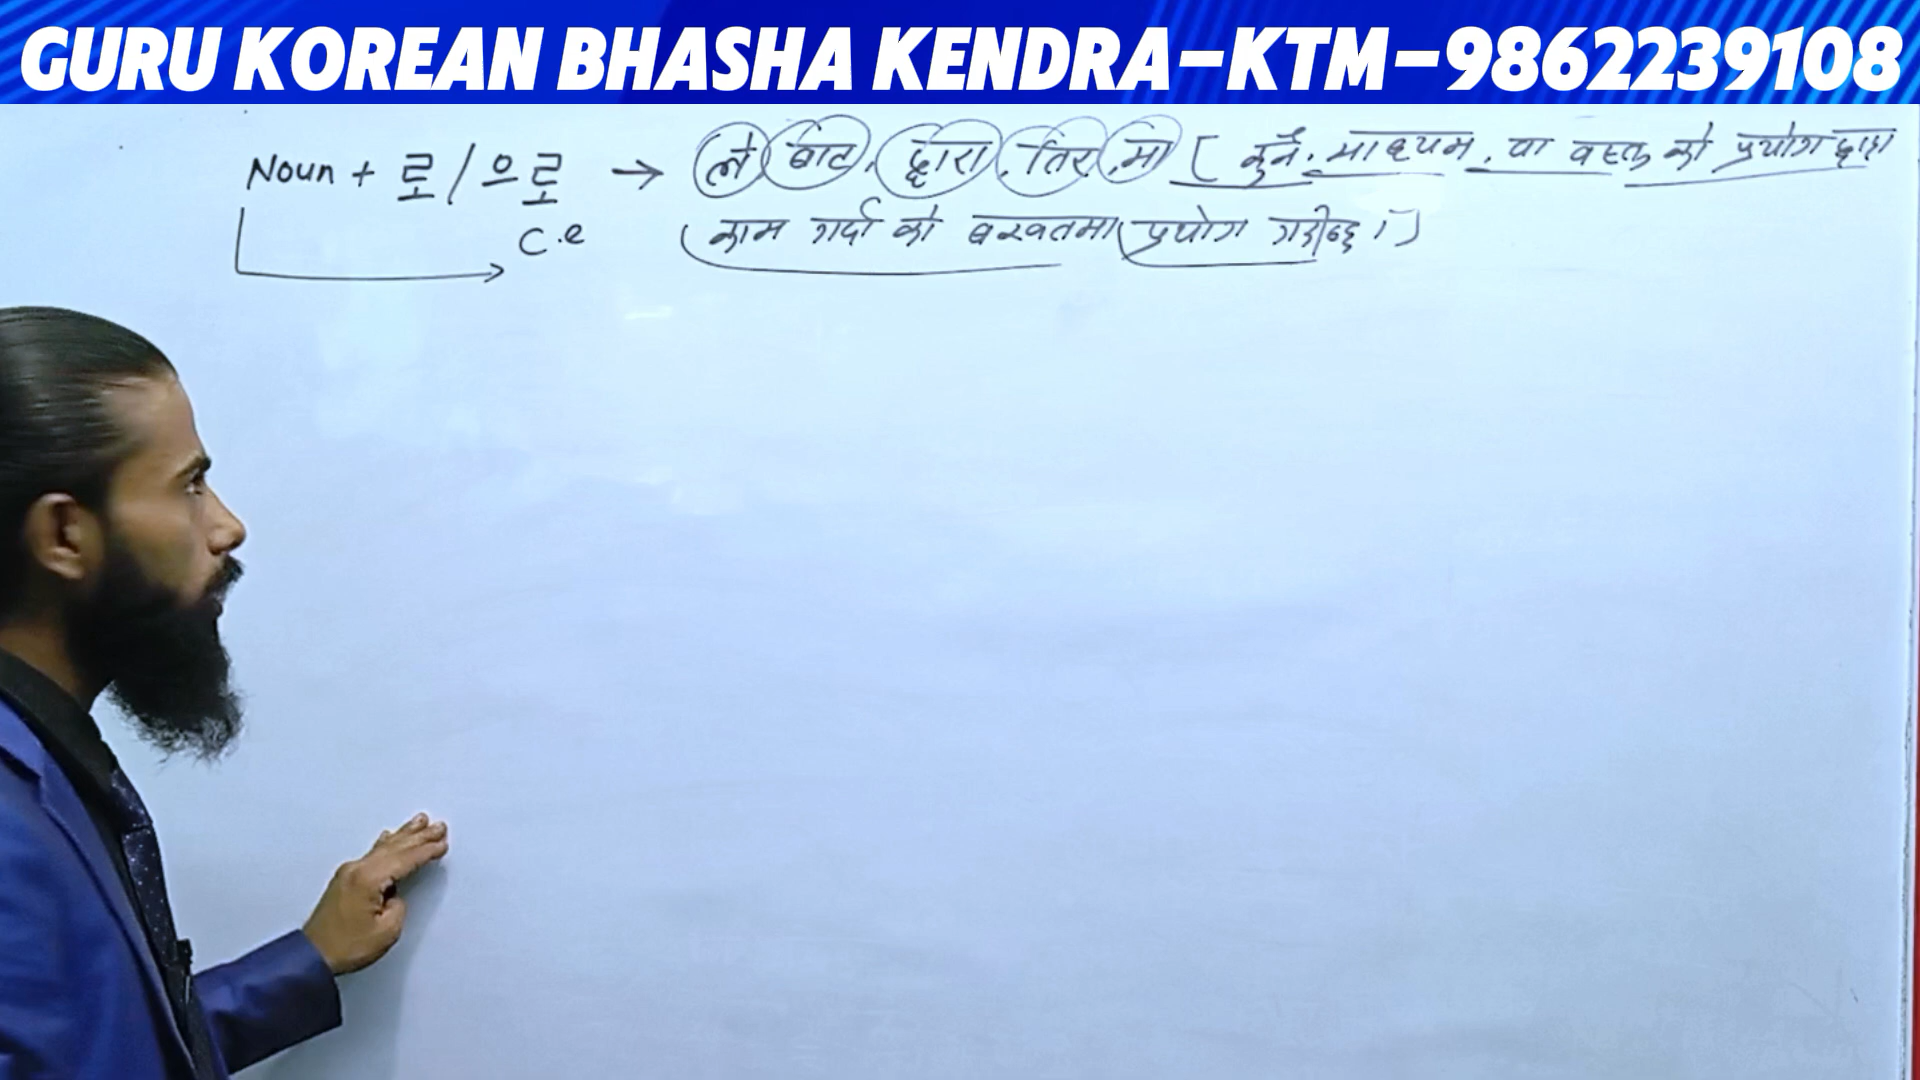 GURU KOREAN BHASHA KENDRA-KTM-9862239108
Noun + 로/으로 → ले बाट, द्वारा, तिर, मा [ कुनै, माध्यम, या वस्तु को प्रयोग द्वारा
c.e (काम गर्दा को बखतमा प्रयोग गरीन्छ।]